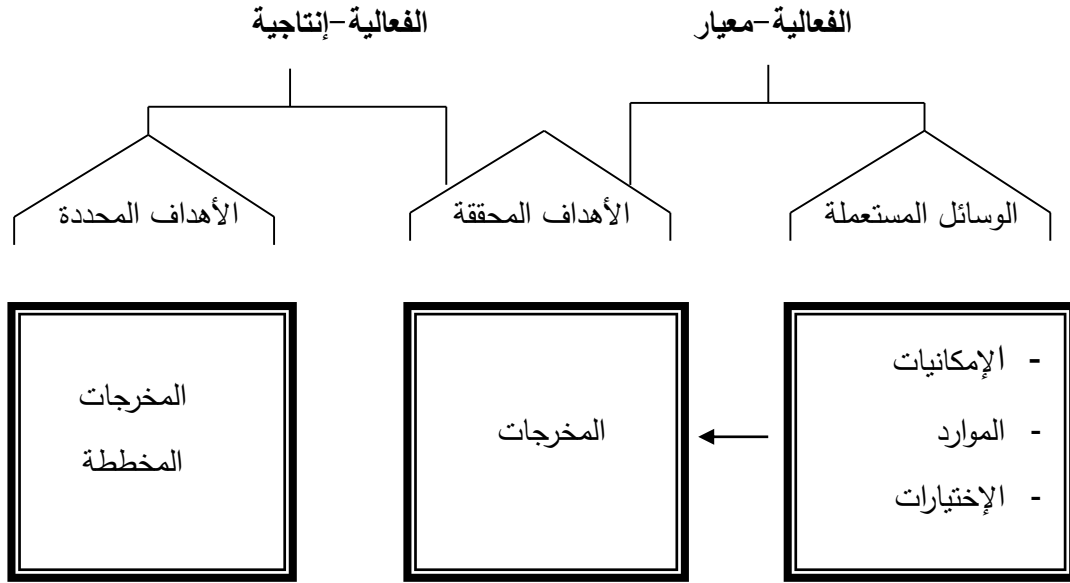 الفعالية-معيار
الفعالية-إنتاجية
الوسائل المستعملة
الأهداف المحققة
الأهداف المحددة
- الإمكانيات
- الموارد
- الإختيارات
المخرجات
المخرجات
المخططة